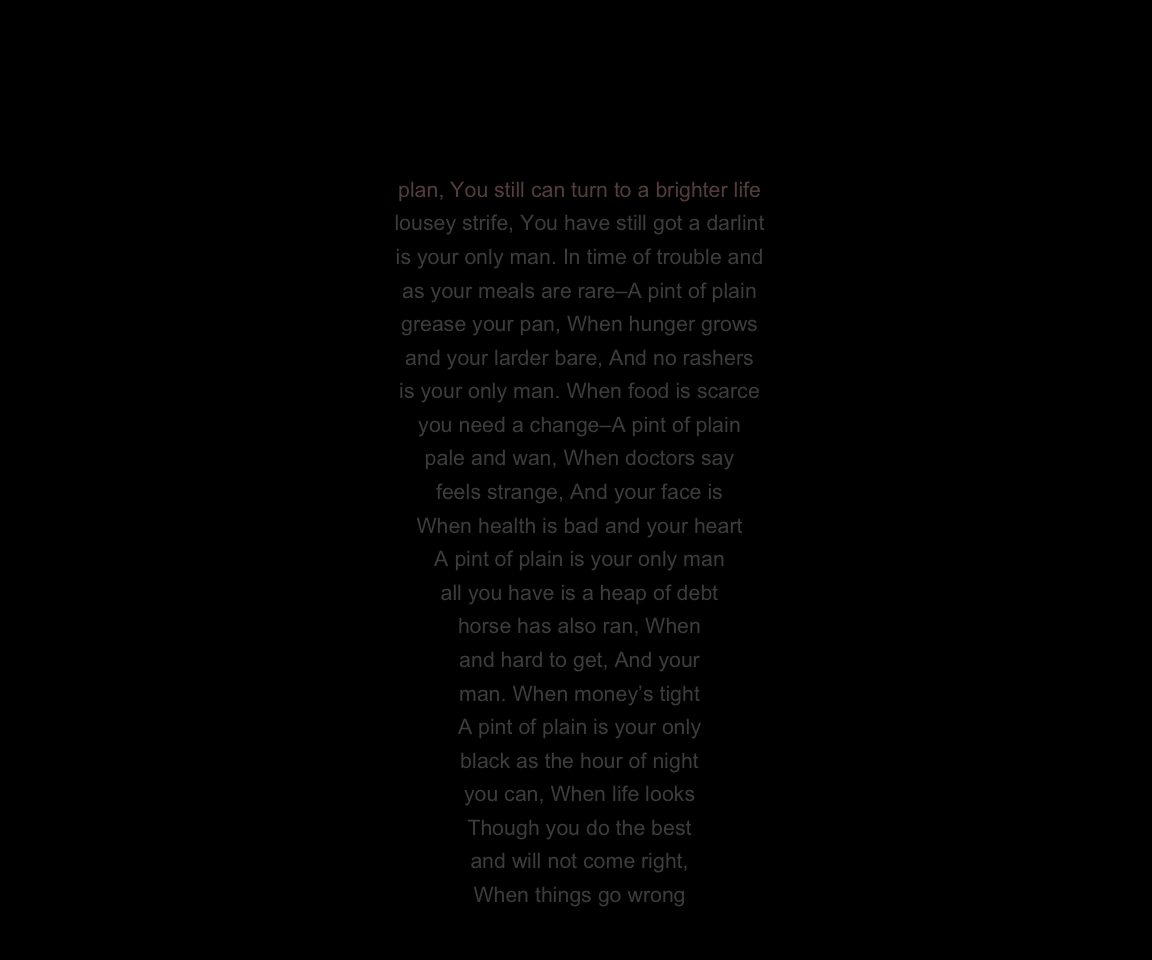 plan, You still can turn to a brighter life
lousey strife, You have still got a darlint
is your only man. In time of trouble and
as your meals are rare–A pint of plain
grease your pan, When hunger grows
and your larder bare, And no rashers
is your only man. When food is scarce
you need a change–A pint of plain
pale and wan, When doctors say
feels strange, And your face is
When health is bad and your heart
A pint of plain is your only man
all you have is a heap of debt
horse has also ran, When
and hard to get, And your
man. When money’s tight
A pint of plain is your only
black as the hour of night
you can, When life looks
Though you do the best
and will not come right,
When things go wrong